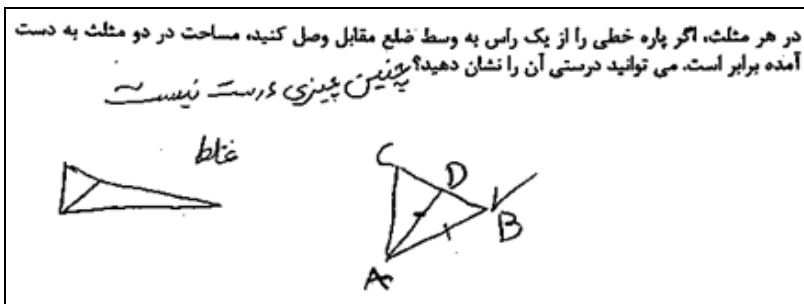 در هر مثلث، اگر پاره خطی را از یک راس به وسط ضلع مقابل وصل کنید، مساحت در دو مثلث به دست
آمده برابر است. می توانید درستی آن را نشان دهید؟
چنین چیزی درست نیست
غلط
C
D
B
A